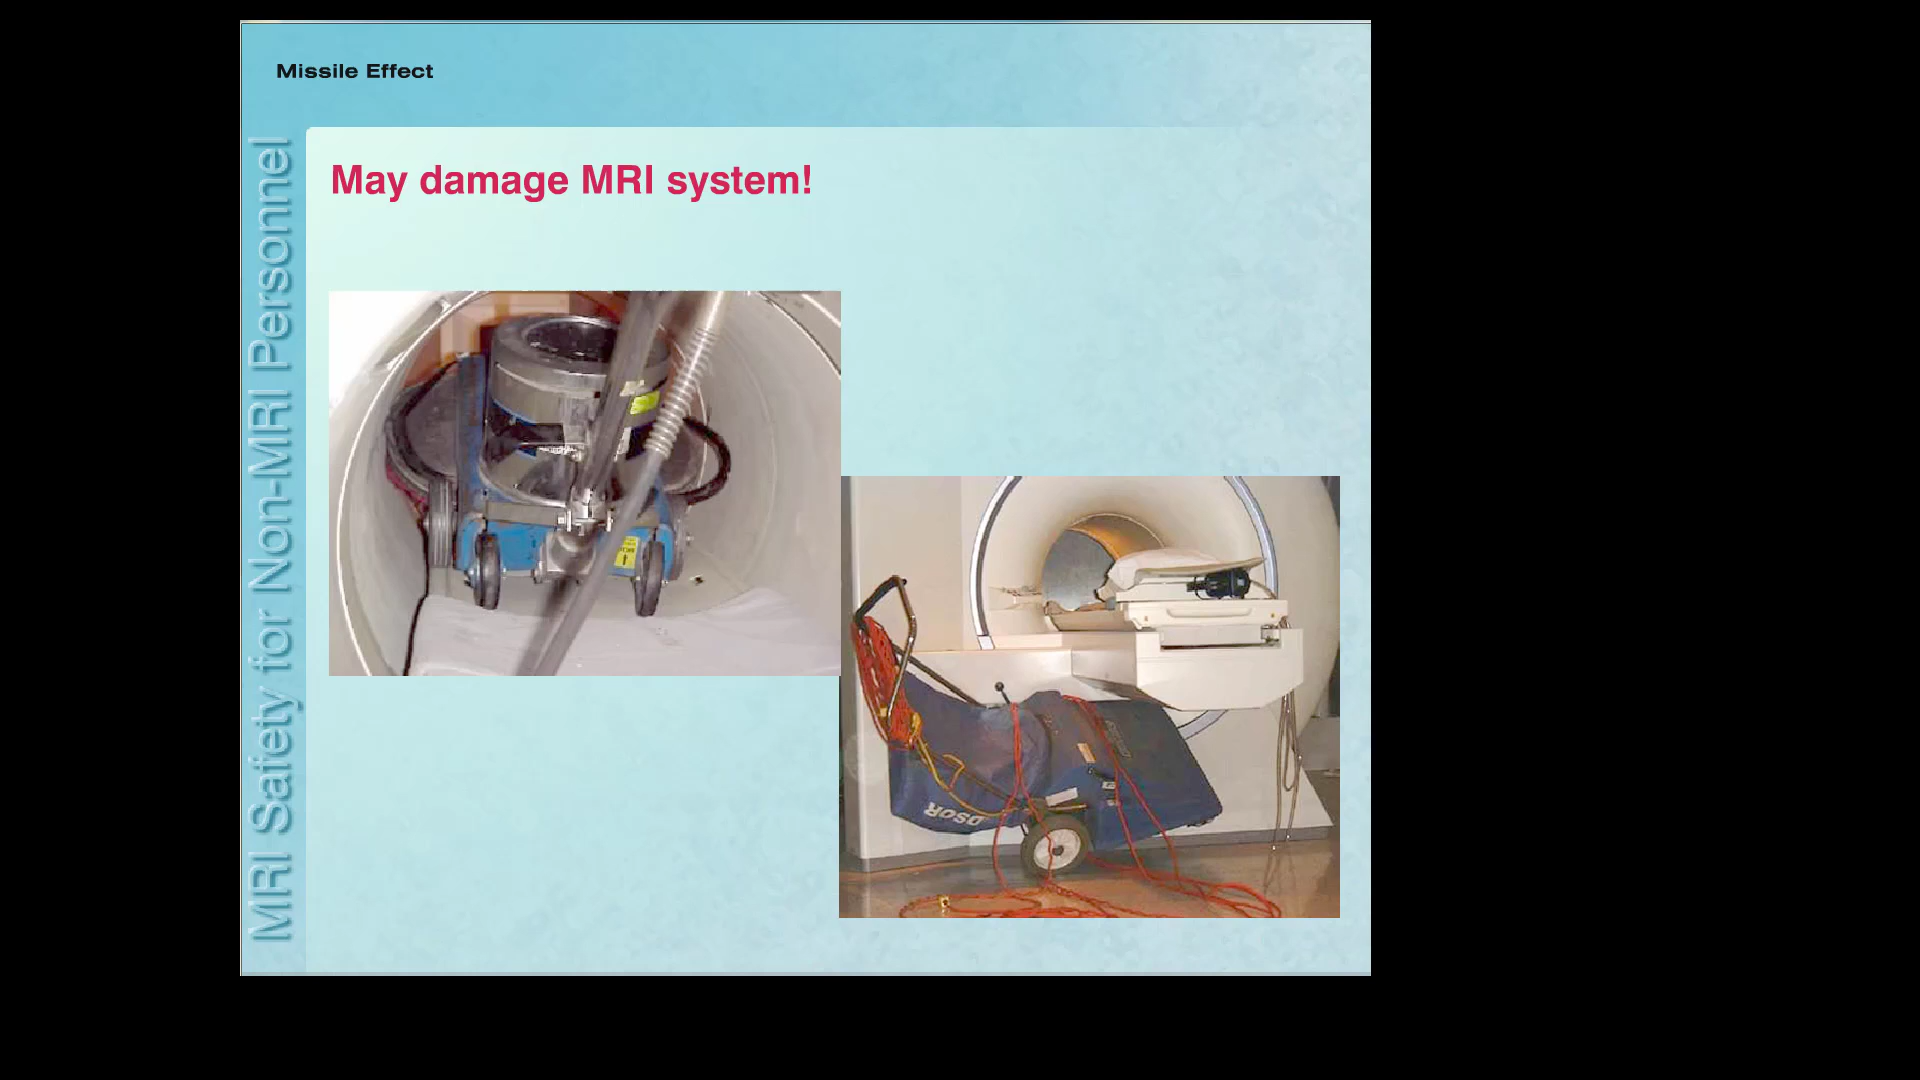 Missile Effect
May damage MRI system!
MRI Safety for Non-MRI Personnel